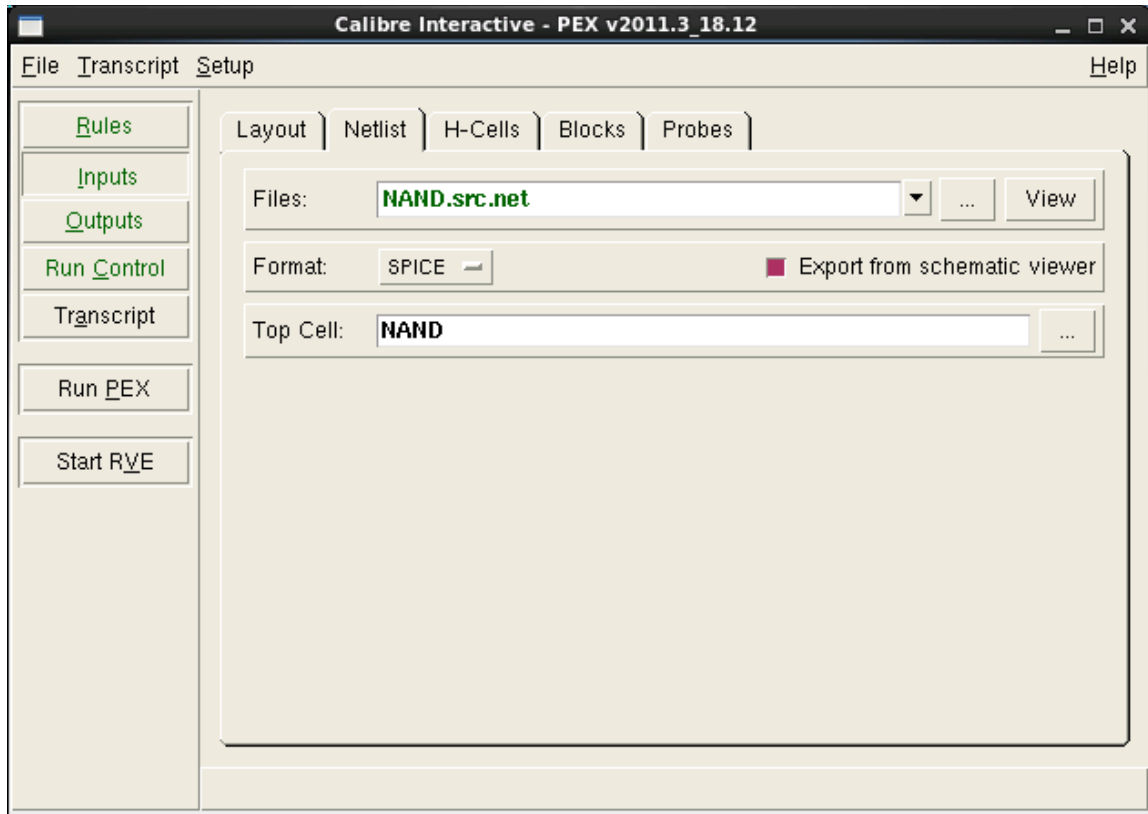 Calibre Interactive - PEX v2011.3_18.12
File Transcript Setup Help
Rules
Inputs
Outputs
Run Control
Transcript
Run PEX
Start RVE
Layout Netlist H-Cells Blocks Probes
Files: NAND.src.net ... View
Format: SPICE Export from schematic viewer
Top Cell: NAND ...